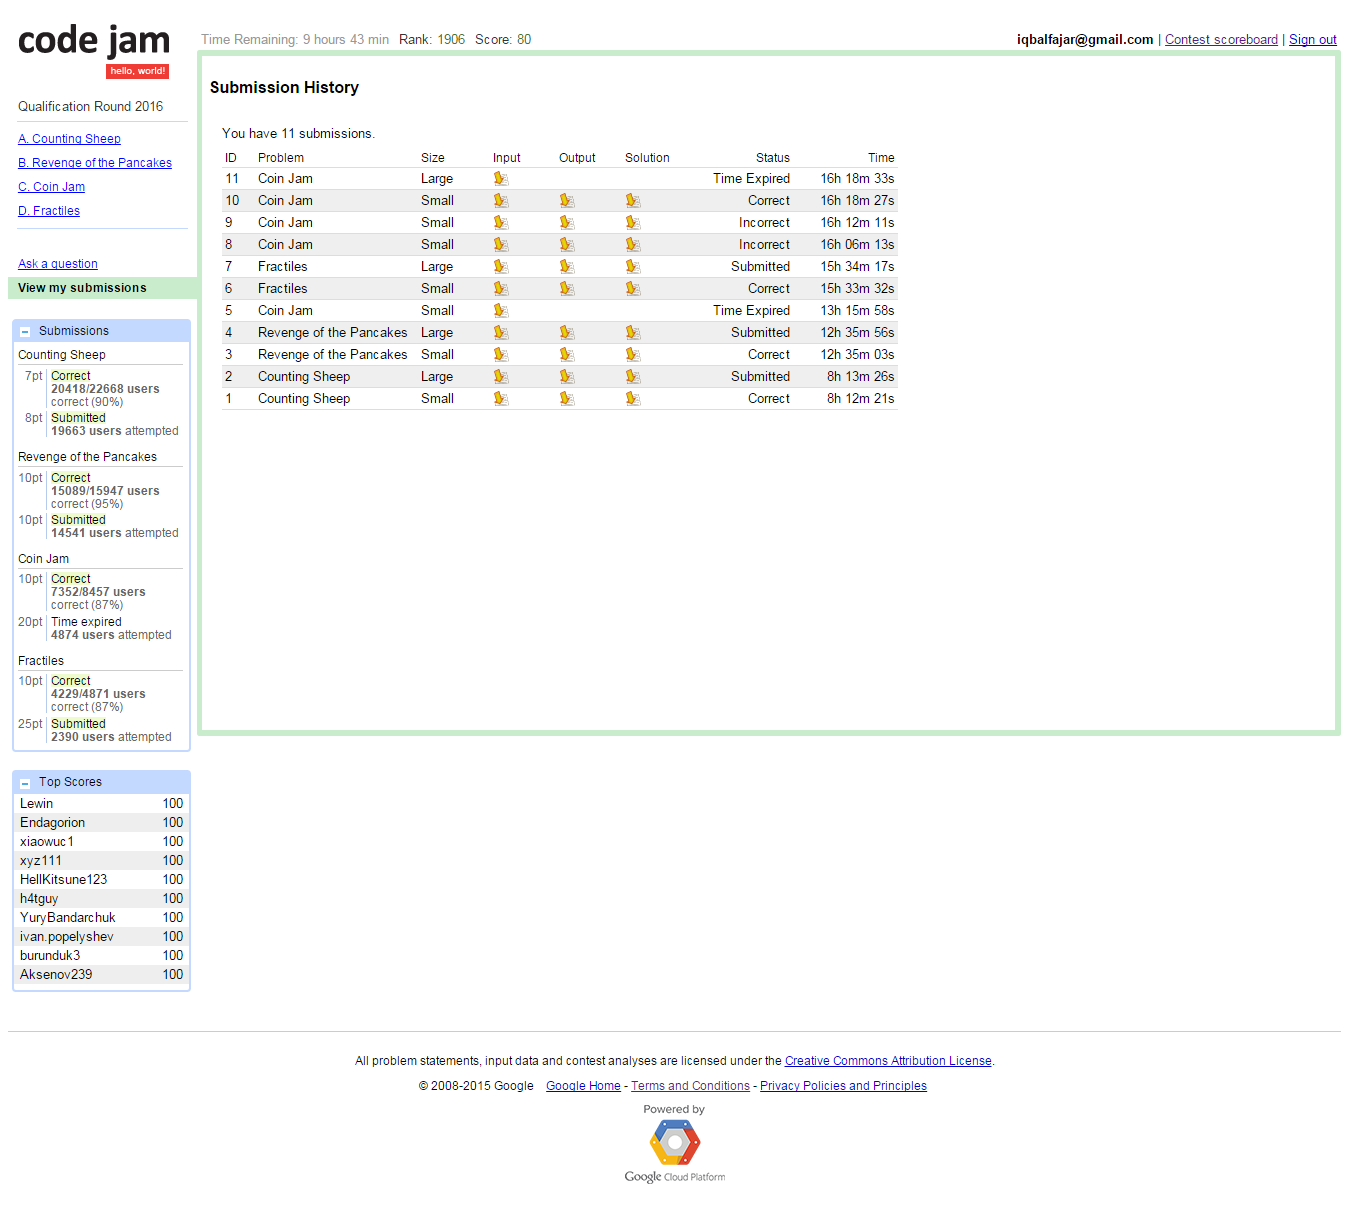 code jam
hello, world!
Time Remaining: 9 hours 43 min Rank: 1906 Score: 80
iqbalfajar@gmail.com | Contest scoreboard | Sign out
Qualification Round 2016
A. Counting Sheep
B. Revenge of the Pancakes
C. Coin Jam
D. Fractiles
Ask a question
View my submissions
Submissions
Counting Sheep
7pt Correct
20418/22668 users
correct (90%)
8pt Submitted
19663 users attempted
Revenge of the Pancakes
10pt Correct
15089/15947 users
correct (95%)
10pt Submitted
14541 users attempted
Coin Jam
10pt Correct
7352/8457 users
correct (87%)
20pt Time expired
4874 users attempted
Fractiles
10pt Correct
4229/4871 users
correct (87%)
25pt Submitted
2390 users attempted
Top Scores
Lewin 100
Endagorion 100
xiaowuc1 100
xyz111 100
HellKitsune123 100
h4tguy 100
YuryBandarchuk 100
ivan.popelyshev 100
burunduk3 100
Aksenov239 100
Submission History
You have 11 submissions.
ID Problem Size Input Output Solution Status Time
11 Coin Jam Large Time Expired 16h 18m 33s
10 Coin Jam Small Correct 16h 18m 27s
9 Coin Jam Small Incorrect 16h 12m 11s
8 Coin Jam Small Incorrect 16h 06m 13s
7 Fractiles Large Submitted 15h 34m 17s
6 Fractiles Small Correct 15h 33m 32s
5 Coin Jam Small Time Expired 13h 15m 58s
4 Revenge of the Pancakes Large Submitted 12h 35m 56s
3 Revenge of the Pancakes Small Correct 12h 35m 03s
2 Counting Sheep Large Submitted 8h 13m 26s
1 Counting Sheep Small Correct 8h 12m 21s
All problem statements, input data and contest analyses are licensed under the Creative Commons Attribution License.
© 2008-2015 Google Google Home - Terms and Conditions - Privacy Policies and Principles
Powered by
Google Cloud Platform